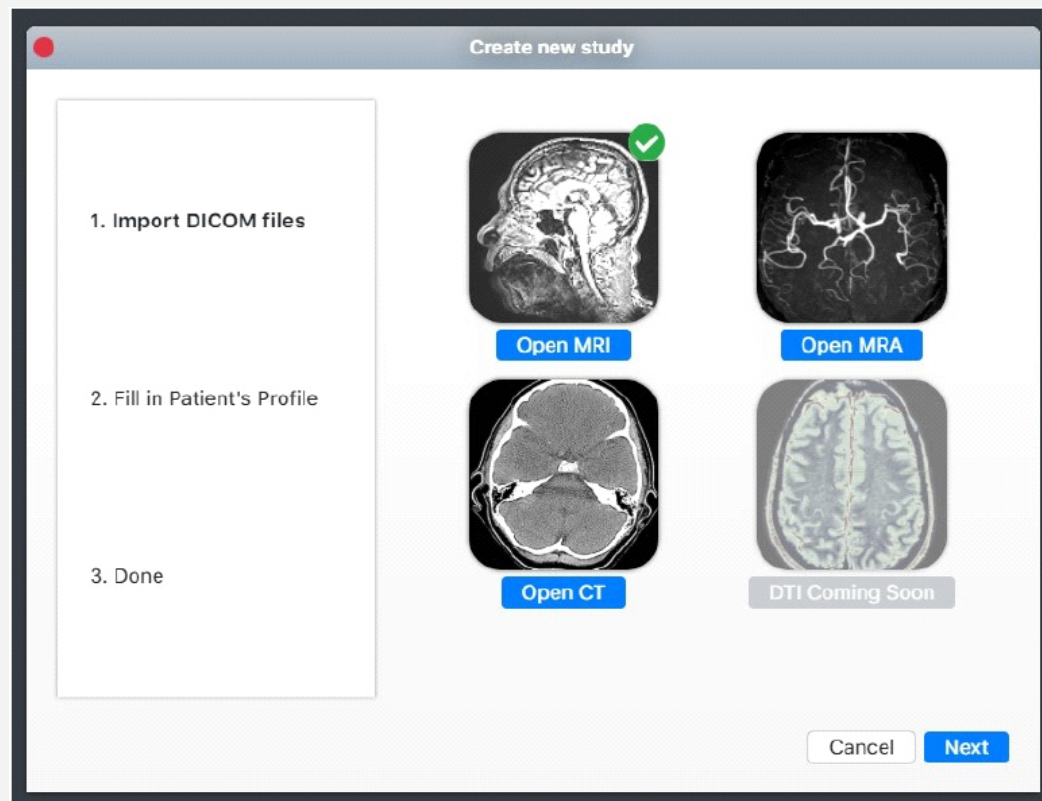 Create new study
1. Import DICOM files
2. Fill in Patient's Profile
3. Done
Open MRI
Open MRA
Open CT
DTI Coming Soon
Cancel
Next